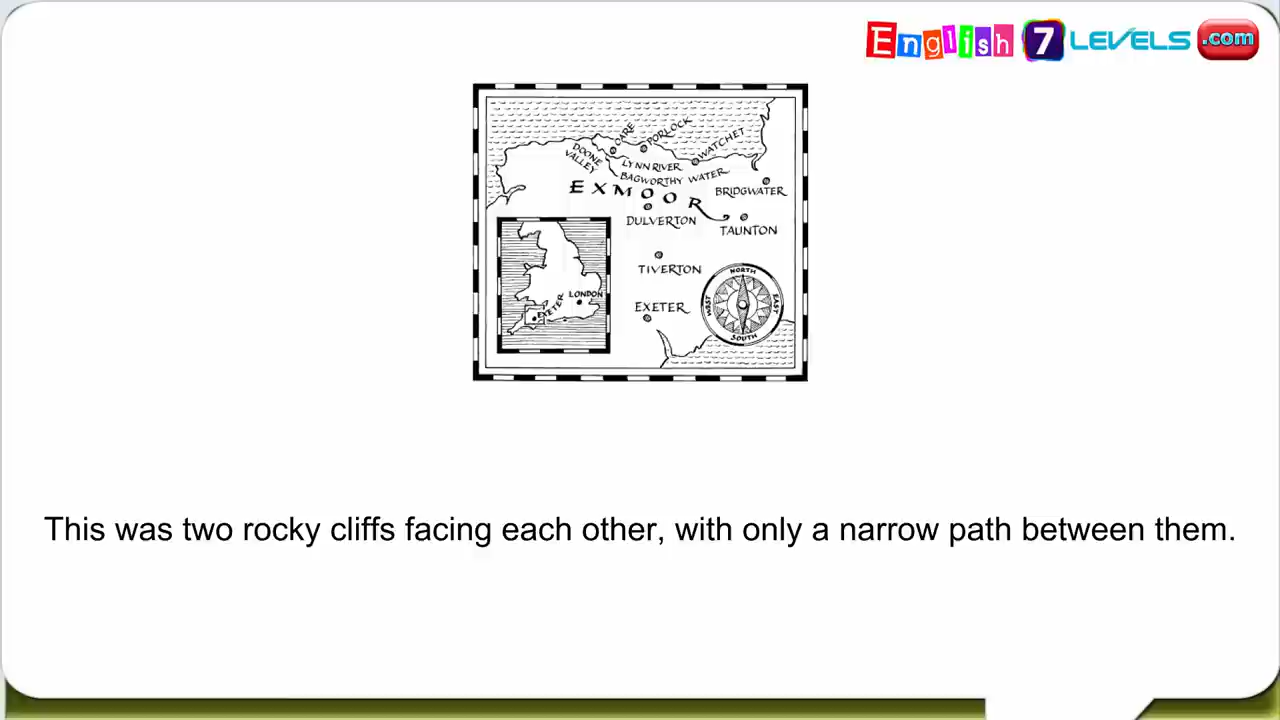 English 7 LEVELS .com
OARE
PORLOCK
WATCHET
DOONE
VALLEY
LYNN RIVER
BAGWORTHY WATER
EXMOOR
BRIDGWATER
DULVERTON
TAUNTON
TIVERTON
EXETER
LONDON
EXETER
NORTH
WEST
EAST
SOUTH
This was two rocky cliffs facing each other, with only a narrow path between them.